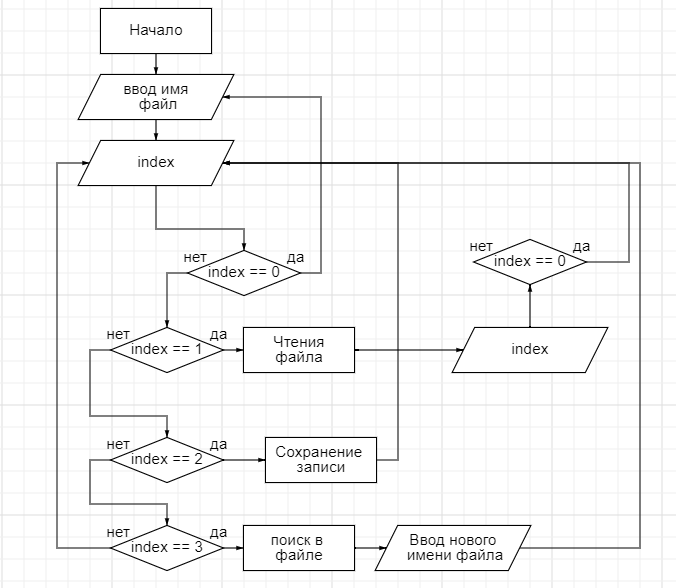 Начало
ввод имя
файл
index
нет
да
index == 0
нет
да
index == 0
нет
да
index == 1
Чтения
файла
index
нет
да
index == 2
Сохранение
записи
нет
да
index == 3
поиск в
файле
Ввод нового
имени файла